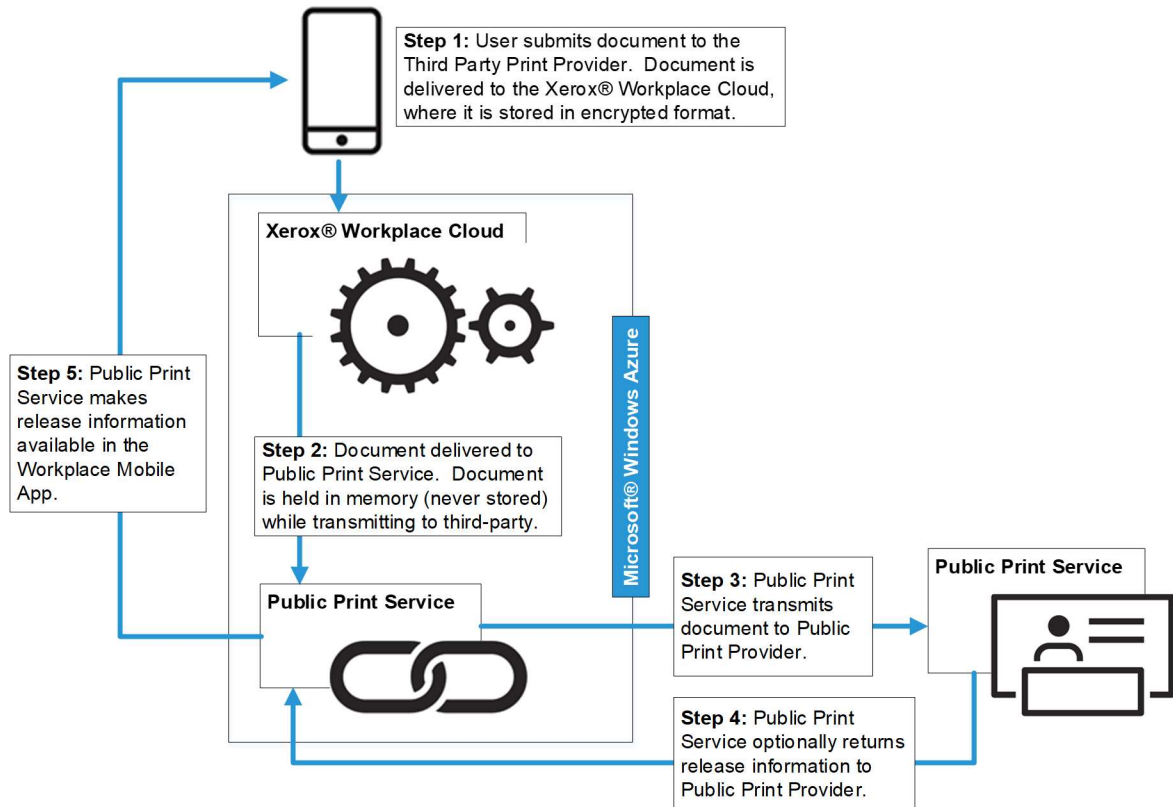 Step 1: User submits document to the
Third Party Print Provider.  Document is
delivered to the Xerox® Workplace Cloud,
where it is stored in encrypted format.
Xerox® Workplace Cloud
Microsoft® Windows Azure
Step 5: Public Print
Service makes
release information
available in the
Workplace Mobile
App.
Step 2: Document delivered to
Public Print Service.  Document
is held in memory (never stored)
while transmitting to third-party.
Public Print Service
Step 3: Public Print
Service transmits
document to Public
Print Provider.
Public Print Service
Step 4: Public Print
Service optionally returns
release information to
Public Print Provider.